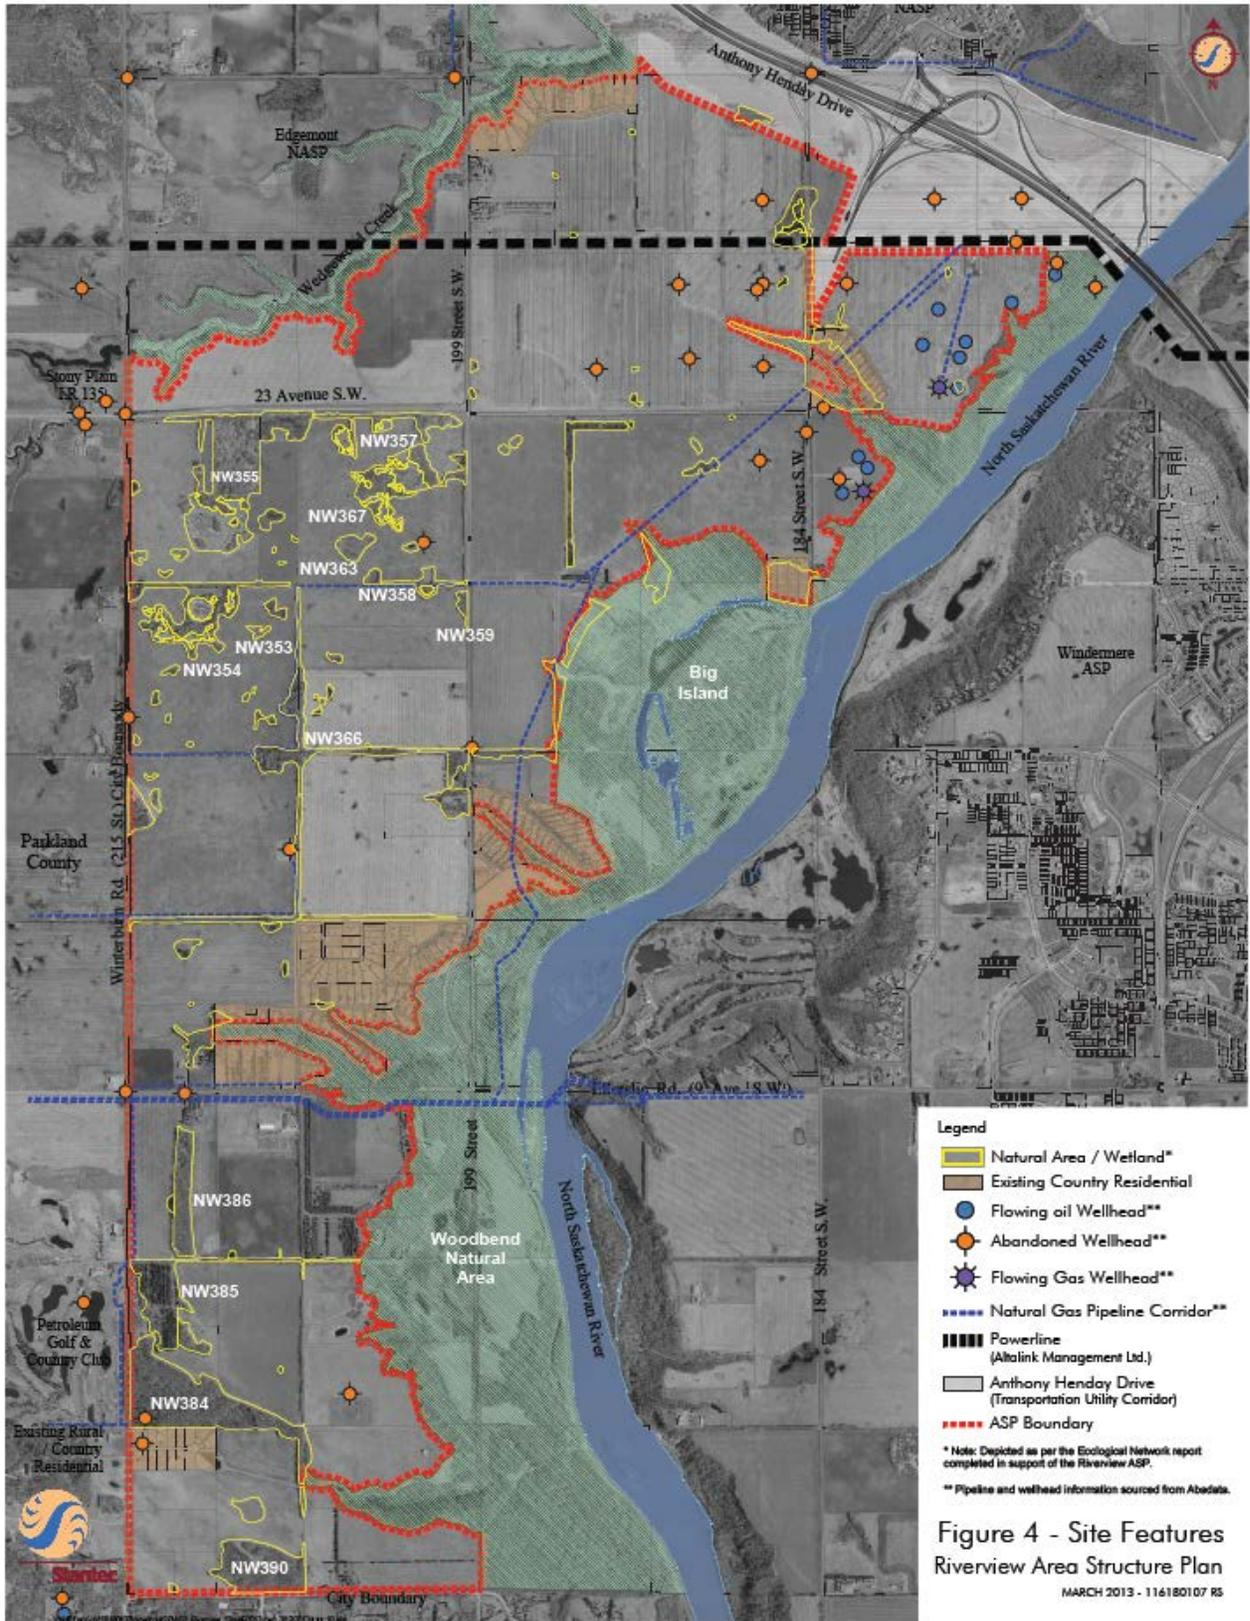 NASP
Anthony Henday Drive
N
Edgemont
NASP
Wedgewood Creek
199 Street S.W.
Stony Plain
I.R 135
23 Avenue S.W.
North Saskatchewan River
NW357
NW355
NW367
184 Street S.W.
NW363
NW358
NW359
NW353
NW354
Big
Island
Windermere
ASP
NW366
Winterburn Rd. (215 St.) City Boundary
Parkland
County
Rd. (9 Ave. S.W.)
199 Street
North Saskatchewan River
184 Street S.W.
NW386
Woodbend
Natural
Area
NW385
Petroleum
Golf &
Country Club
NW384
Existing Rural
/ Country
Residential
Stantec
NW390
City Boundary
Legend
Natural Area / Wetland*
Existing Country Residential
Flowing oil Wellhead**
Abandoned Wellhead**
Flowing Gas Wellhead**
Natural Gas Pipeline Corridor**
Powerline
(Altalink Management Ltd.)
Anthony Henday Drive
(Transportation Utility Corridor)
ASP Boundary
* Note: Depicted as per the Ecological Network report
completed in support of the Riverview ASP.
** Pipeline and wellhead information sourced from Abadata.
Figure 4 - Site Features
Riverview Area Structure Plan
MARCH 2013 - 116180107 RS